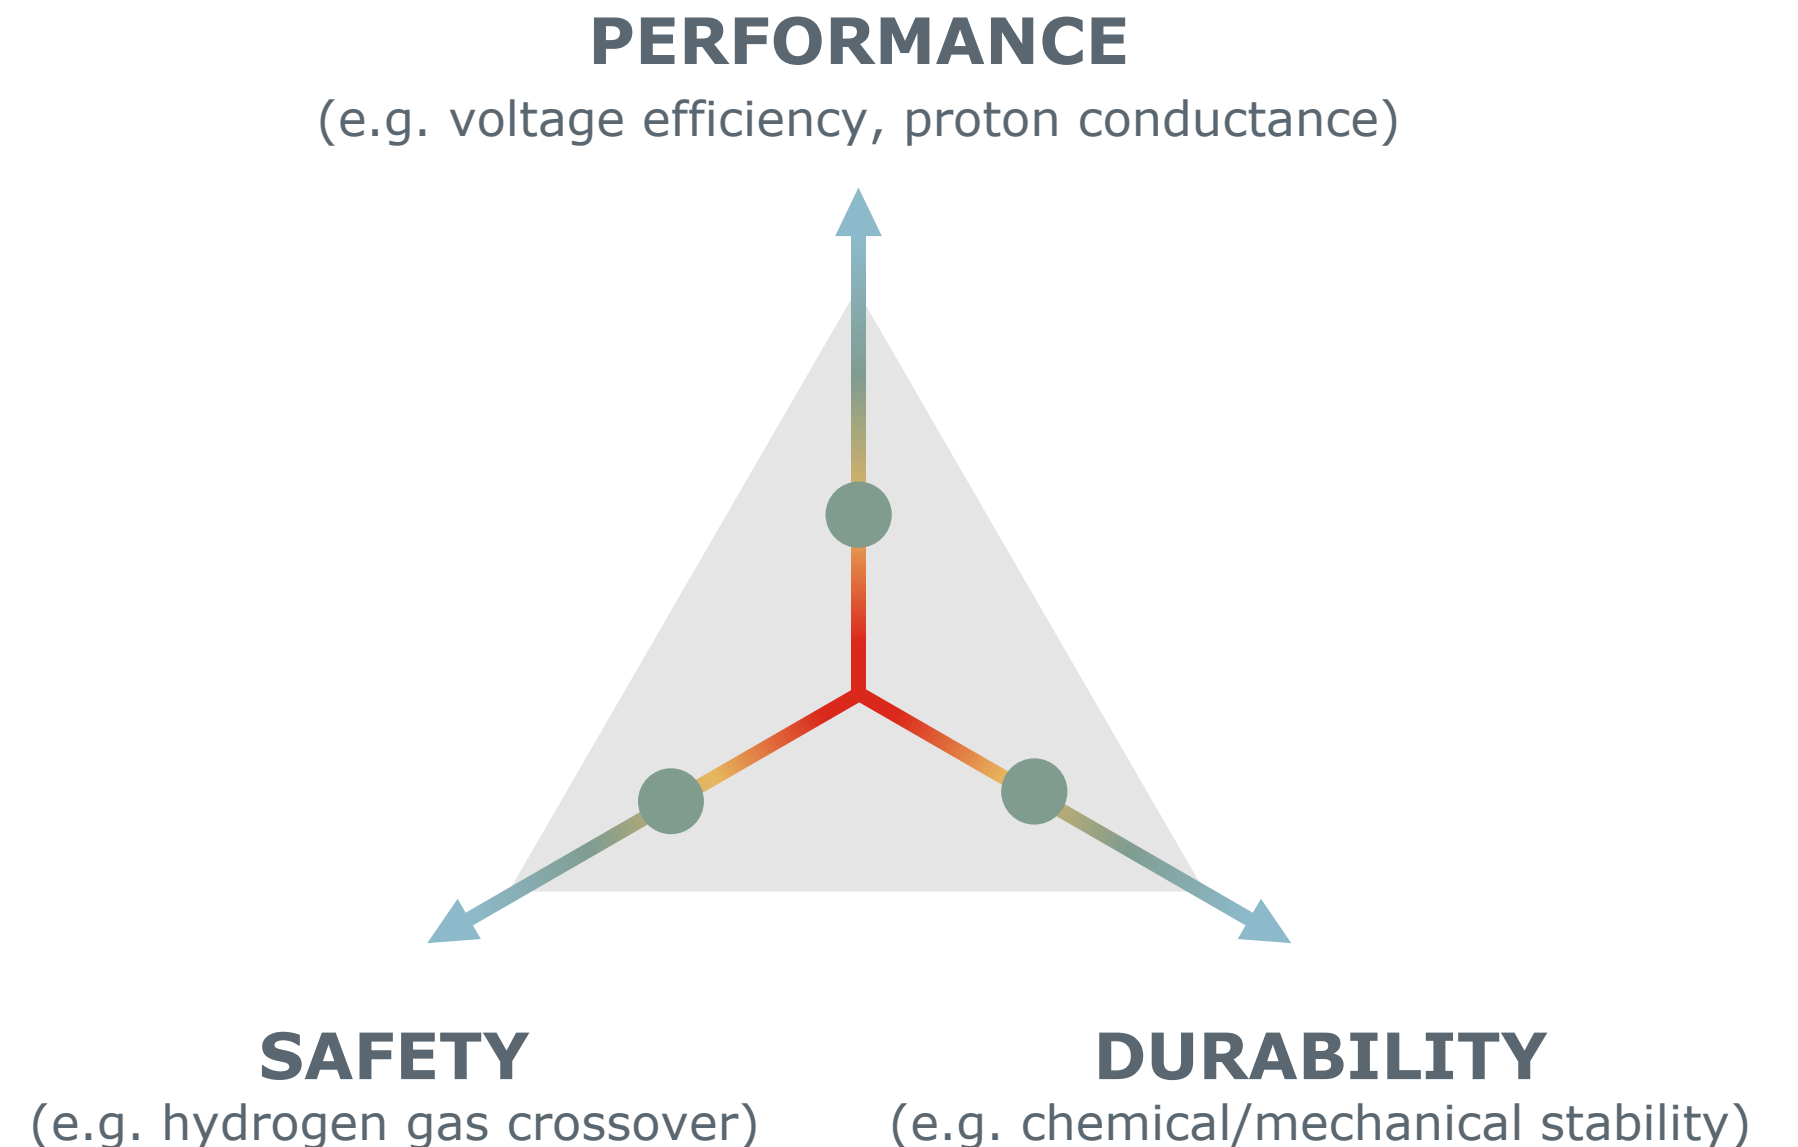 PERFORMANCE
(e.g. voltage efficiency, proton conductance)
SAFETY
(e.g. hydrogen gas crossover)
DURABILITY
(e.g. chemical/mechanical stability)